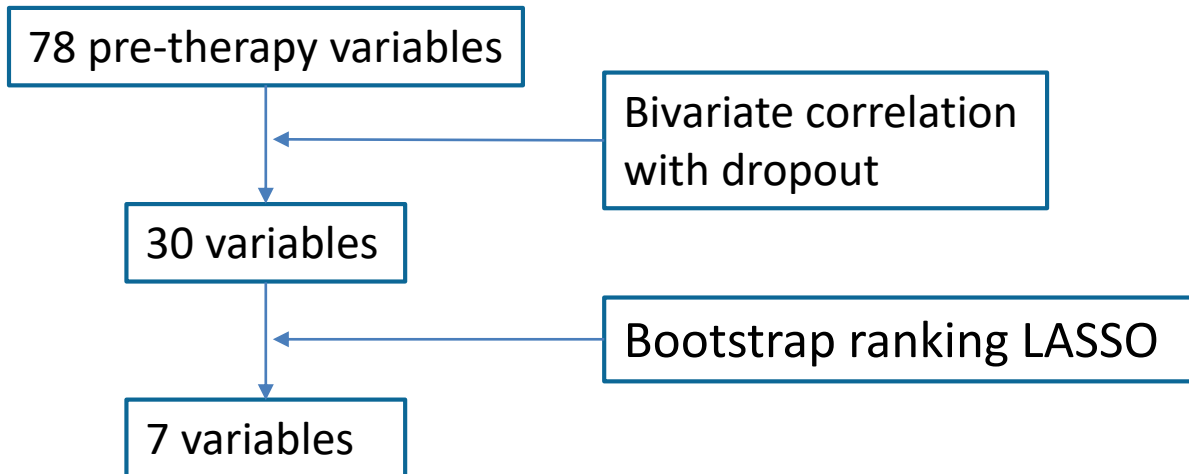 78 pre-therapy variables
Bivariate correlation
with dropout
30 variables
Bootstrap ranking LASSO
7 variables